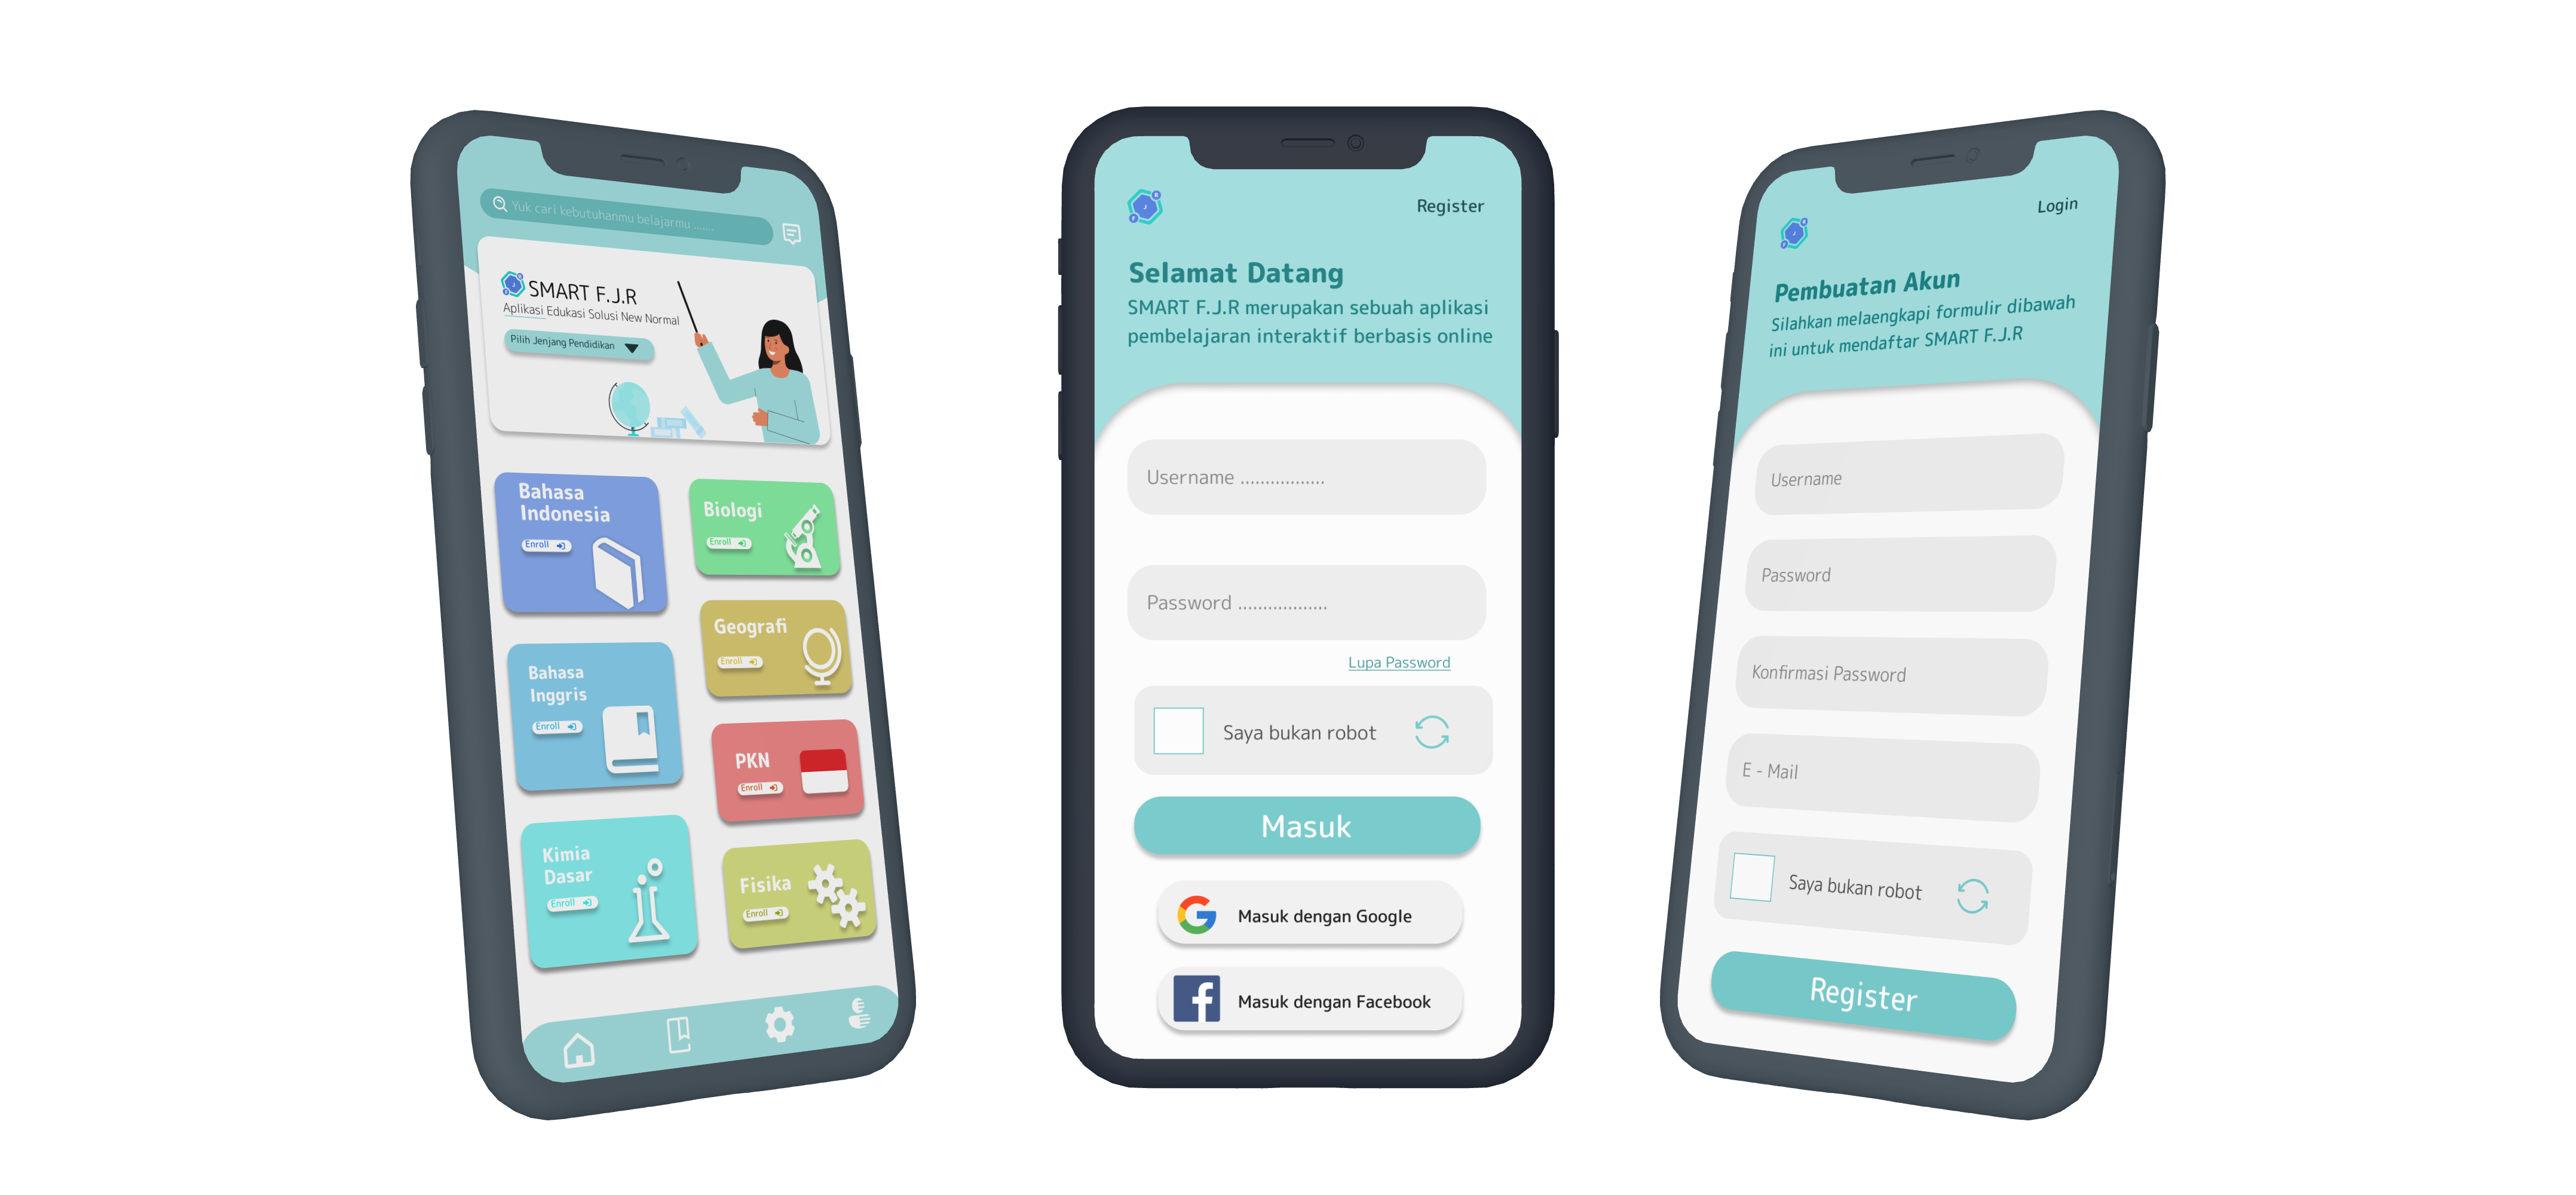 Yuk cari kebutuhanmu belajarmu .......
SMART F.J.R
Aplikasi Edukasi Solusi New Normal
Pilih Jenjang Pendidikan
Bahasa
Indonesia
Enroll
Biologi
Enroll
Geografi
Enroll
Bahasa
Inggris
Enroll
PKN
Enroll
Kimia
Dasar
Enroll
Fisika
Enroll
Register
Selamat Datang
SMART F.J.R merupakan sebuah aplikasi
pembelajaran interaktif berbasis online
Username .................
Password ..................
Lupa Password
Saya bukan robot
Masuk
Masuk dengan Google
Masuk dengan Facebook
Login
Pembuatan Akun
Silahkan melaengkapi formulir dibawah
ini untuk mendaftar SMART F.J.R
Username
Password
Konfirmasi Password
E - Mail
Saya bukan robot
Register